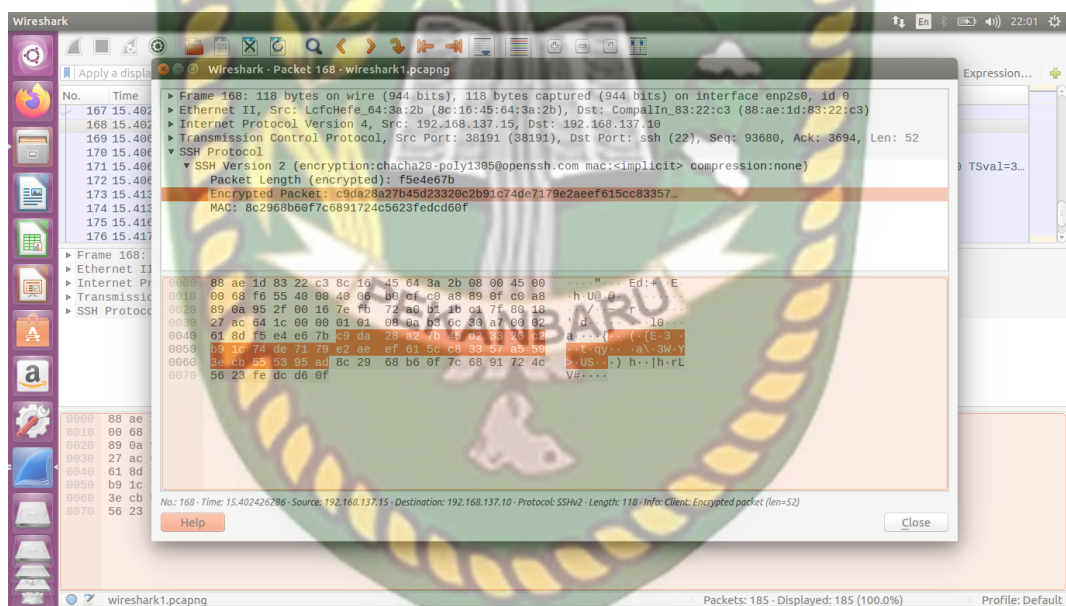 Wireshark
En
22:01
Apply a displa
Expression...
Wireshark · Packet 168 · wireshark1.pcapng
No. Time
167 15.402
168 15.402
169 15.406
170 15.406
171 15.406
172 15.406
173 15.413
174 15.413
175 15.416
176 15.417
0 TSval=3…
Frame 168: 118 bytes on wire (944 bits), 118 bytes captured (944 bits) on interface enp2s0, id 0
Ethernet II, Src: LcfcHefe_64:3a:2b (8c:16:45:64:3a:2b), Dst: CompalIn_83:22:c3 (88:ae:1d:83:22:c3)
Internet Protocol Version 4, Src: 192.168.137.15, Dst: 192.168.137.10
Transmission Control Protocol, Src Port: 38191 (38191), Dst Port: ssh (22), Seq: 93680, Ack: 3694, Len: 52
SSH Protocol
SSH Version 2 (encryption:chacha20-poly1305@openssh.com mac:<implicit> compression:none)
Packet Length (encrypted): f5e4e67b
Encrypted Packet: c9da28a27b45d23320c2b91c74de7179e2aeef615cc83357…
MAC: 8c2968b60f7c6891724c5623fedcd60f
Frame 168:
Ethernet II
Internet Pr
Transmissio
SSH Protoco
PEKANBARU
0000 88 ae 1d 83 22 c3 8c 16 45 64 3a 2b 08 00 45 00
0010 00 68 f6 55 40 00 40 06 b0 cf c0 a8 89 0f c0 a8
0020 89 0a 95 2f 00 16 7e fb 72 a0 b1 1b c1 7f 80 18
0030 27 ac 64 1c 00 00 01 01 08 0a b3 6c 30 a7 00 02
0040 61 8d f5 e4 e6 7b c9 da 28 a2 7b 45 d2 33 20 c2
0050 b9 1c 74 de 71 79 e2 ae ef 61 5c c8 33 57 a5 59
0060 3e cb 55 53 95 ad 8c 29 68 b6 0f 7c 68 91 72 4c
0070 56 23 fe dc d6 0f
0000 88 ae
0010 00 68
0020 89 0a
0030 27 ac
0040 61 8d
0050 b9 1c
0060 3e cb
0070 56 23
No.: 168 · Time: 15.402426286 · Source: 192.168.137.15 · Destination: 192.168.137.10 · Protocol: SSHv2 · Length: 118 · Info: Client: Encrypted packet (len=52)
Help
Close
wireshark1.pcapng
Packets: 185 · Displayed: 185 (100.0%)
Profile: Default